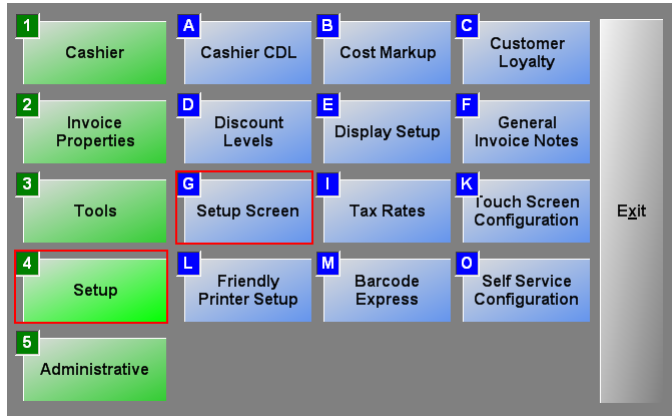 1
Cashier
A
Cashier CDL
B
Cost Markup
C
Customer
Loyalty
2
Invoice
Properties
D
Discount
Levels
E
Display Setup
F
General
Invoice Notes
3
Tools
G
Setup Screen
I
Tax Rates
K
Touch Screen
Configuration
Exit
4
Setup
L
Friendly
Printer Setup
M
Barcode
Express
O
Self Service
Configuration
5
Administrative